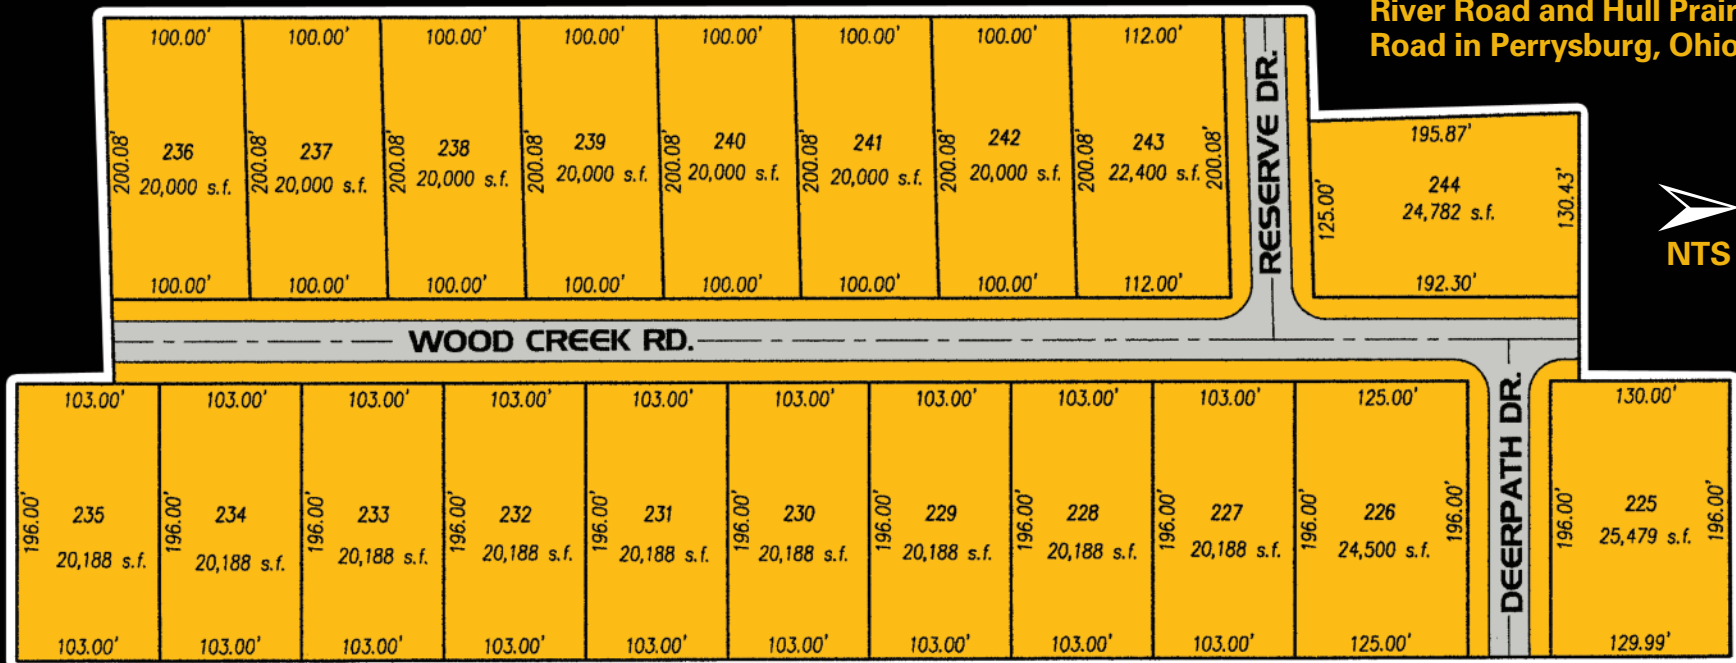 River Road and Hull Prair
Road in Perrysburg, Ohio
100.00' 100.00' 100.00' 100.00' 100.00' 100.00' 100.00' 112.00'
200.08' 200.08' 200.08' 200.08' 200.08' 200.08' 200.08' 200.08'
236 237 238 239 240 241 242 243
20,000 s.f. 20,000 s.f. 20,000 s.f. 20,000 s.f. 20,000 s.f. 20,000 s.f. 20,000 s.f. 22,400 s.f.
100.00' 100.00' 100.00' 100.00' 100.00' 100.00' 100.00' 112.00'
RESERVE DR.
195.87'
125.00'
244
24,782 s.f.
130.43'
192.30'
NTS
WOOD CREEK RD.
103.00' 103.00' 103.00' 103.00' 103.00' 103.00' 103.00' 103.00' 103.00' 125.00'
196.00' 196.00' 196.00' 196.00' 196.00' 196.00' 196.00' 196.00' 196.00' 196.00' 196.00'
235 234 233 232 231 230 229 228 227 226
20,188 s.f. 20,188 s.f. 20,188 s.f. 20,188 s.f. 20,188 s.f. 20,188 s.f. 20,188 s.f. 20,188 s.f. 20,188 s.f. 24,500 s.f.
103.00' 103.00' 103.00' 103.00' 103.00' 103.00' 103.00' 103.00' 103.00' 125.00'
DEERPATH DR.
130.00'
196.00'
225
25,479 s.f.
196.00'
129.99'